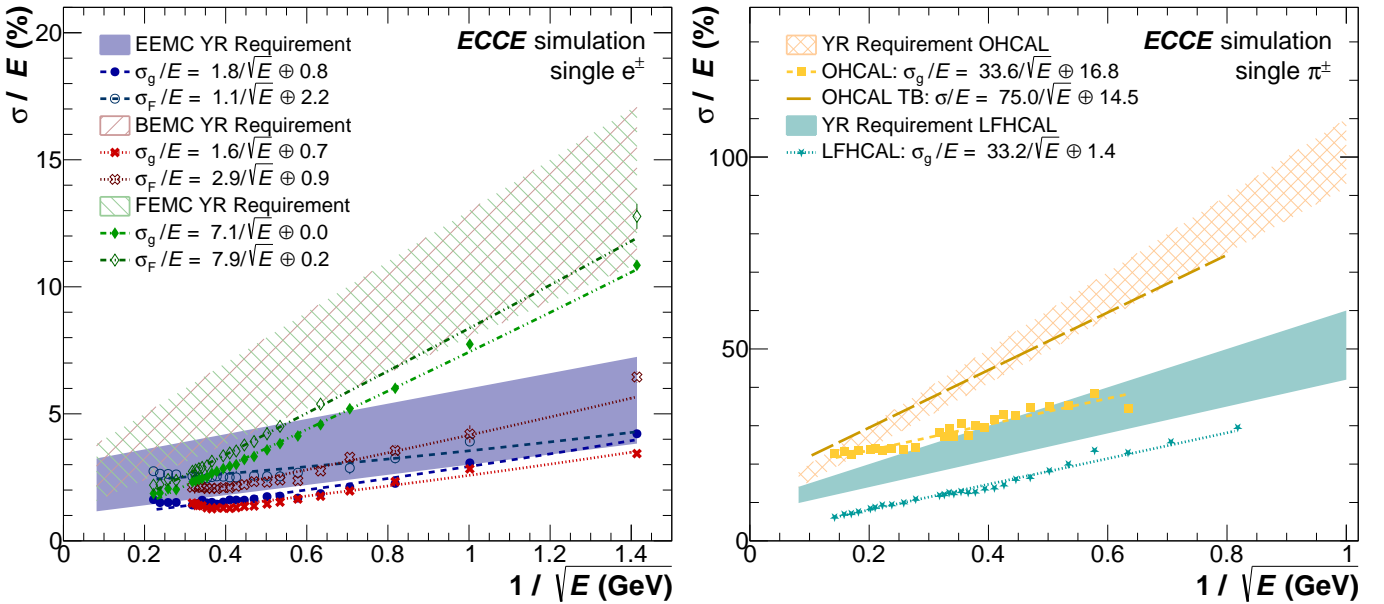 σ / E (%)
20
15
10
5
0
EEMC YR Requirement
σg/E = 1.8/√E ⊕ 0.8
σF/E = 1.1/√E ⊕ 2.2
BEMC YR Requirement
σg/E = 1.6/√E ⊕ 0.7
σF/E = 2.9/√E ⊕ 0.9
FEMC YR Requirement
σg/E = 7.1/√E ⊕ 0.0
σF/E = 7.9/√E ⊕ 0.2
ECCE simulation
single e±
0 0.2 0.4 0.6 0.8 1.0 1.2 1.4
1 / √E (GeV)
σ / E (%)
100
50
0
YR Requirement OHCAL
OHCAL: σg/E = 33.6/√E ⊕ 16.8
OHCAL TB: σ/E = 75.0/√E ⊕ 14.5
YR Requirement LFHCAL
LFHCAL: σg/E = 33.2/√E ⊕ 1.4
ECCE simulation
single π±
0 0.2 0.4 0.6 0.8 1
1 / √E (GeV)